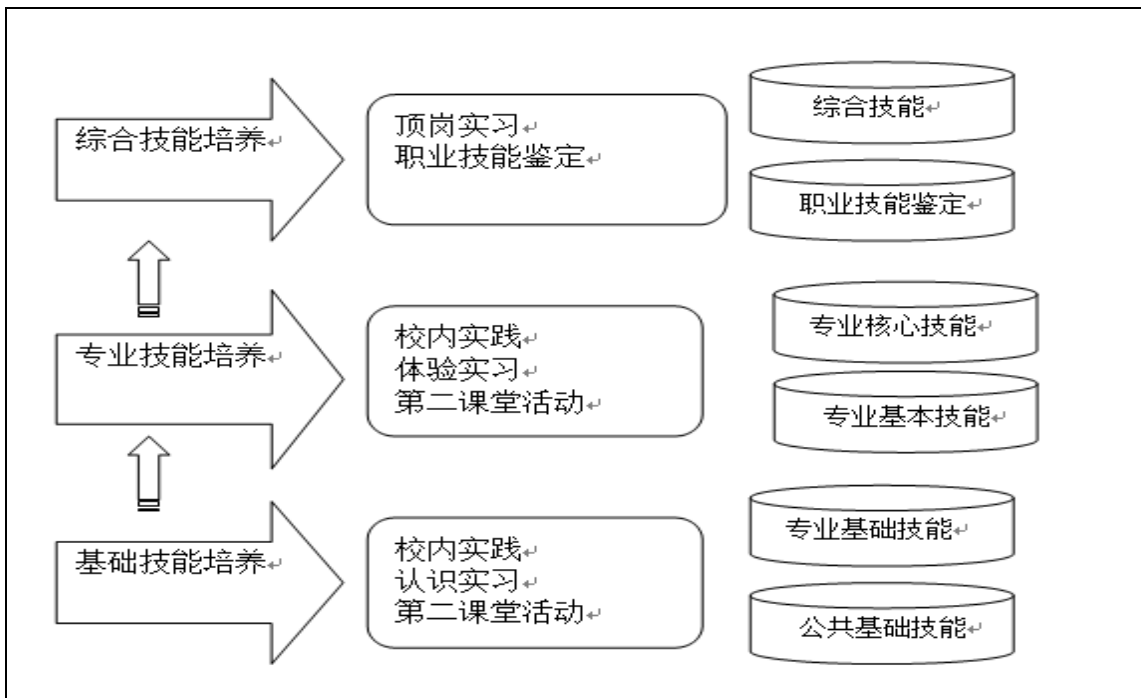 综合技能培养
顶岗实习
职业技能鉴定
综合技能
职业技能鉴定
专业技能培养
校内实践
体验实习
第二课堂活动
专业核心技能
专业基本技能
基础技能培养
校内实践
认识实习
第二课堂活动
专业基础技能
公共基础技能